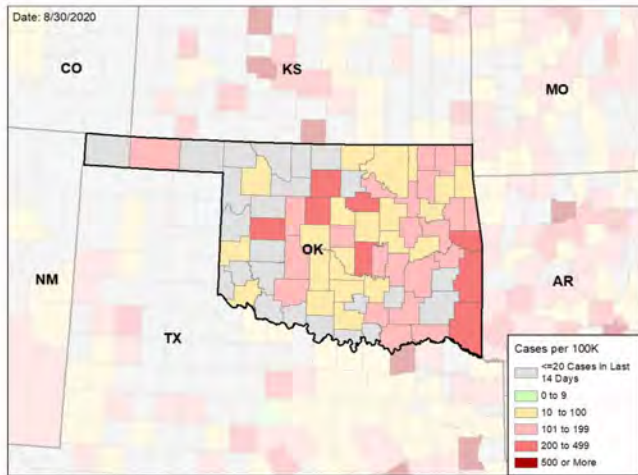 Date: 8/30/2020
CO
KS
MO
OK
NM
AR
TX
Cases per 100K
<=20 Cases in Last
14 Days
0 to 9
10 to 100
101 to 199
200 to 499
500 or More